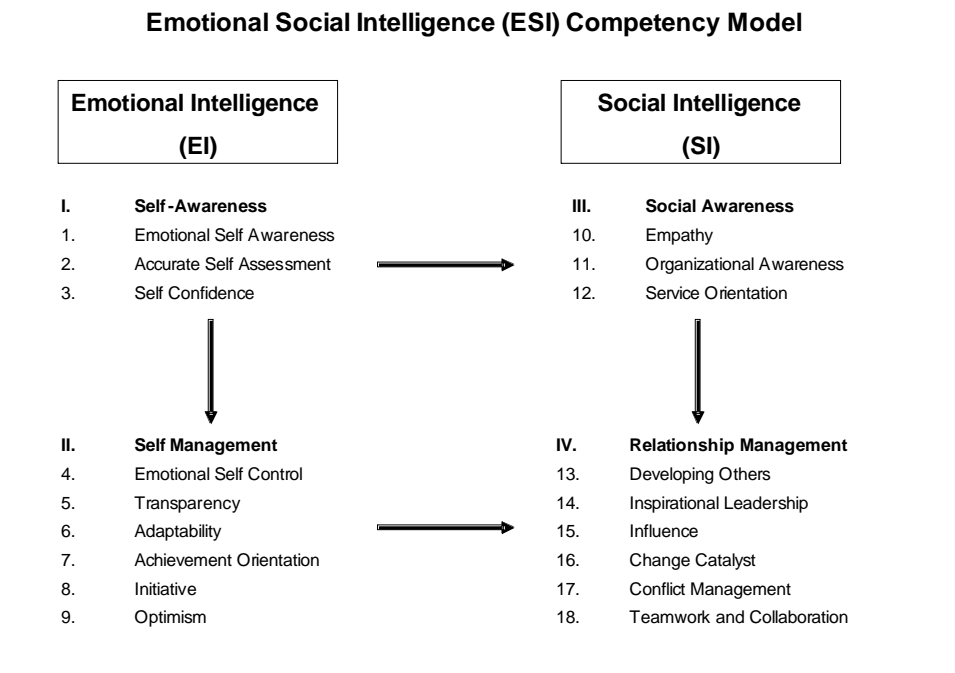 Emotional Social Intelligence (ESI) Competency Model
Emotional Intelligence
(EI)
I. Self-Awareness
1. Emotional Self Awareness
2. Accurate Self Assessment
3. Self Confidence
II. Self Management
4. Emotional Self Control
5. Transparency
6. Adaptability
7. Achievement Orientation
8. Initiative
9. Optimism
Social Intelligence
(SI)
III. Social Awareness
10. Empathy
11. Organizational Awareness
12. Service Orientation
IV. Relationship Management
13. Developing Others
14. Inspirational Leadership
15. Influence
16. Change Catalyst
17. Conflict Management
18. Teamwork and Collaboration